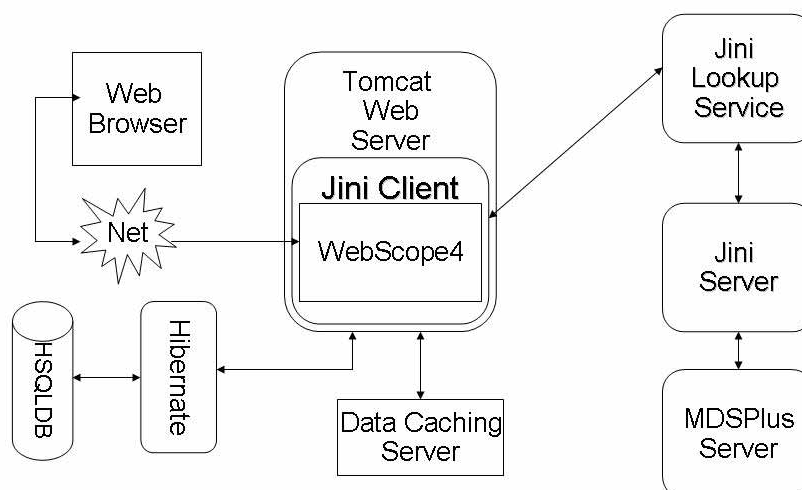 Web
Browser
Net
Tomcat
Web
Server
Jini Client
WebScope4
Jini
Lookup
Service
Jini
Server
MDSPlus
Server
HSQLDB
Hibernate
Data Caching
Server